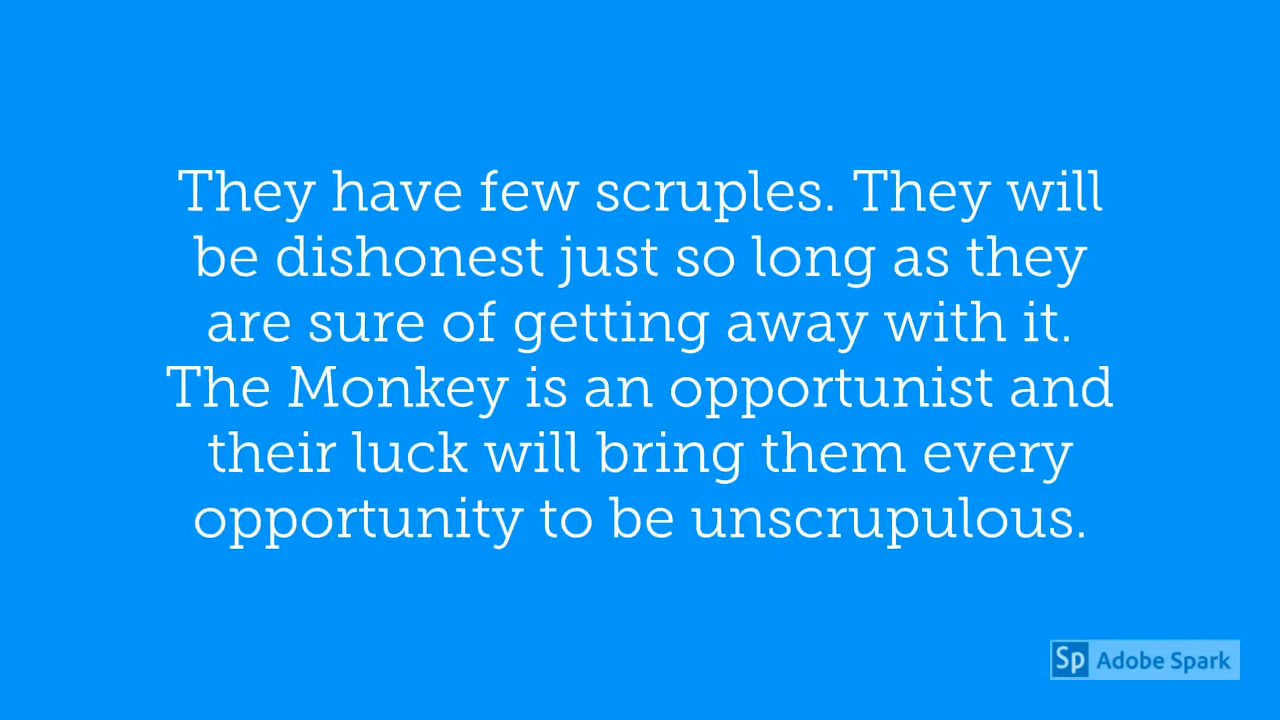 They have few scruples. They will
be dishonest just so long as they
are sure of getting away with it.
The Monkey is an opportunist and
their luck will bring them every
opportunity to be unscrupulous.
Sp Adobe Spark